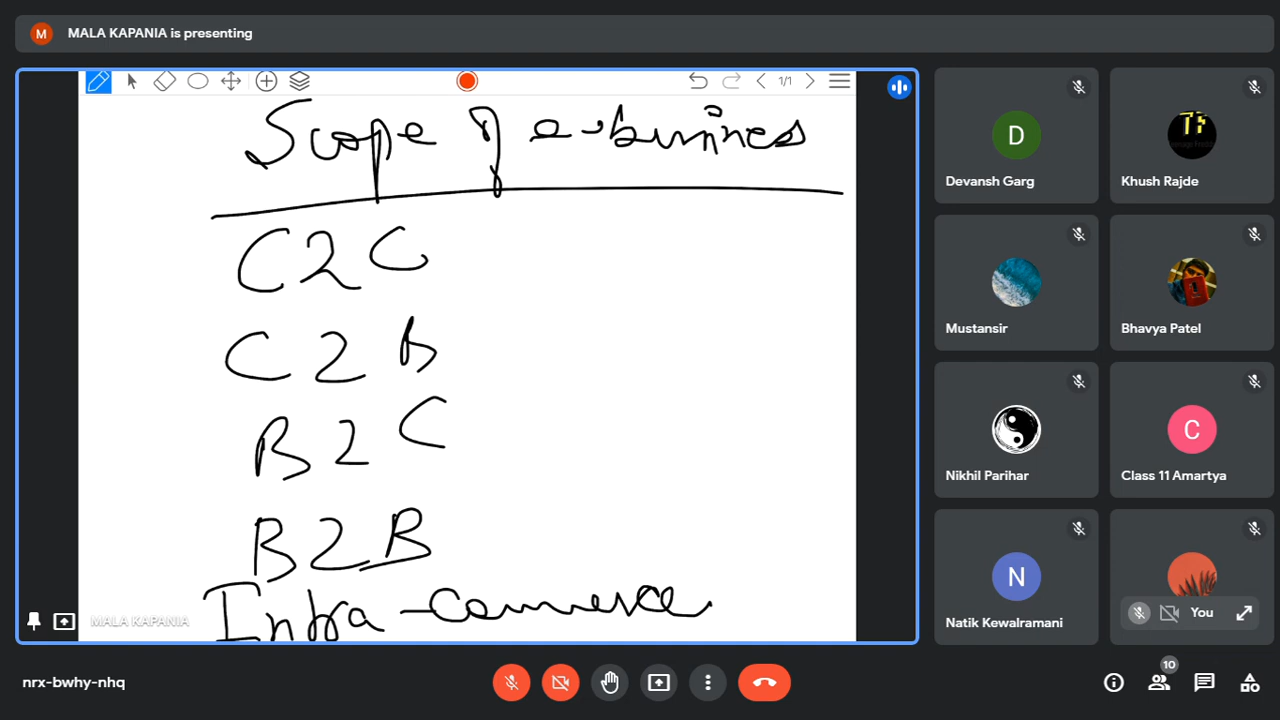 M MALA KAPANIA is presenting
1/1
Scope of e-business
C2C
C2B
B2C
B2B
Intra-commerce
MALA KAPANIA
D
Devansh Garg
Khush Rajde
Mustansir
Bhavya Patel
Nikhil Parihar
C
Class 11 Amartya
N
Natik Kewalramani
You
nrx-bwhy-nhq
10